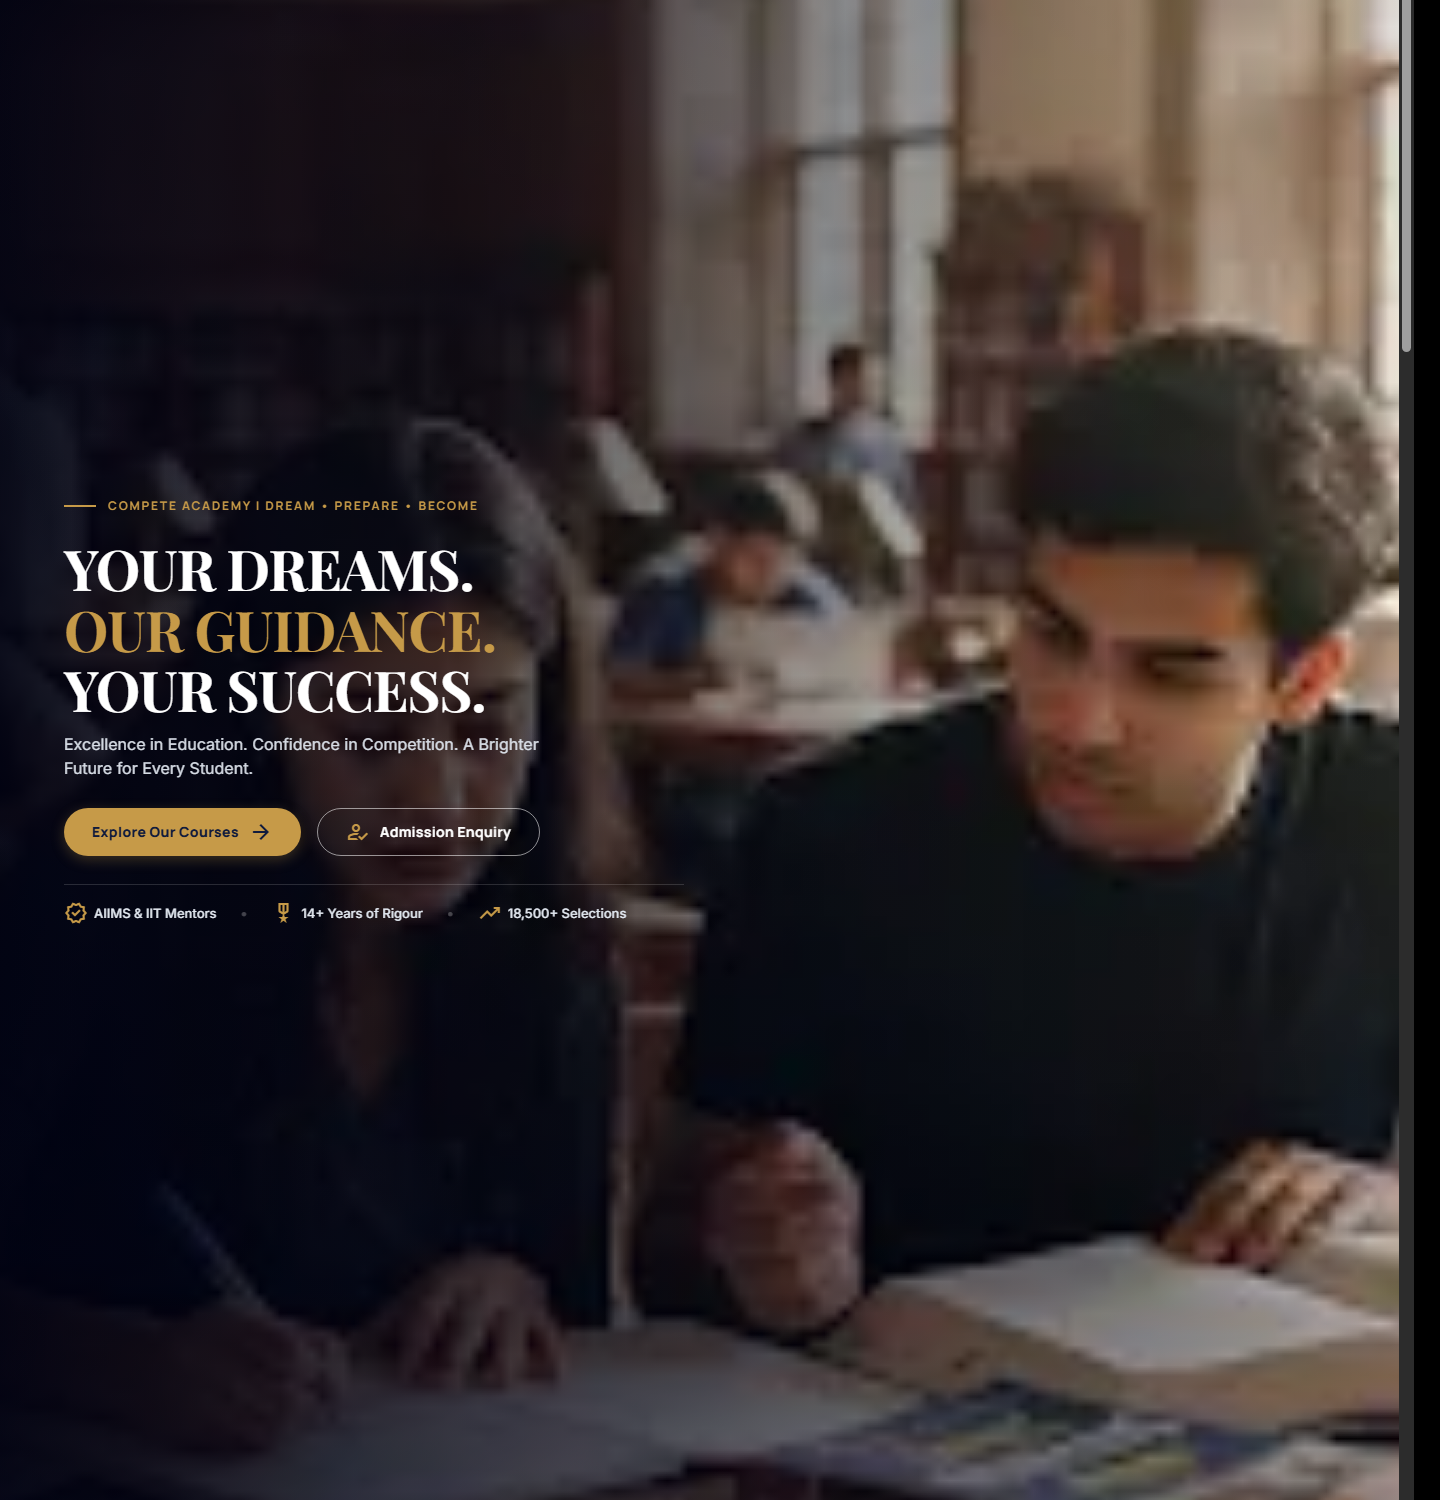 COMPETE ACADEMY I DREAM • PREPARE • BECOME
YOUR DREAMS.
OUR GUIDANCE.
YOUR SUCCESS.
Excellence in Education. Confidence in Competition. A Brighter
Future for Every Student.
Explore Our Courses
Admission Enquiry
AIIMS & IIT Mentors • 14+ Years of Rigour • 18,500+ Selections